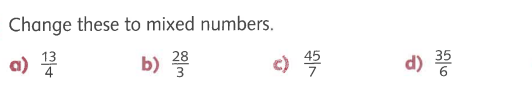 Change these to mixed numbers.
a) 13/4 b) 28/3 c) 45/7 d) 35/6